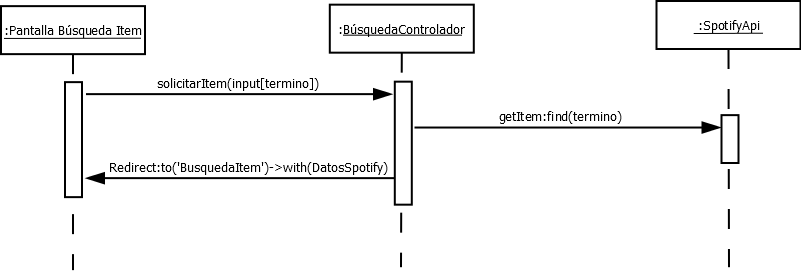 :Pantalla Búsqueda Item
:BúsquedaControlador
:SpotifyApi
solicitarItem(input[termino])
getItem:find(termino)
Redirect:to('BusquedaItem')->with(DatosSpotify)